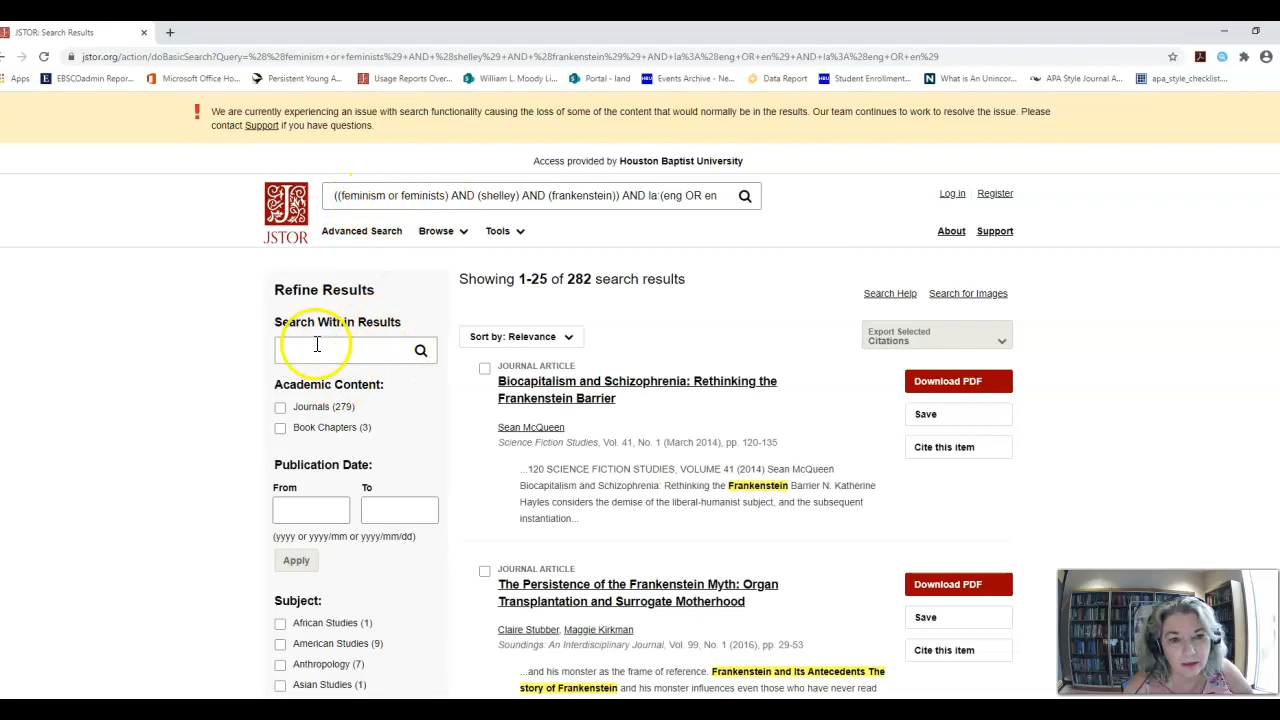 JSTOR: Search Results
jstor.org/action/doBasicSearch?Query=%28%28feminism+or+feminists%29+AND+%28shelley%29+AND+%28frankenstein%29%29+AND+la%3A%28eng+OR+en%29+AND+la%3A%28eng+OR+en%29
Apps EBSCOadmin Repor... Microsoft Office Ho... Persistent Young A... Usage Reports Over... William L. Moody Li... Portal - land Events Archive - Ne... Data Report Student Enrollment... What is An Unincor... APA Style Journal A... apa_style_checklist....
We are currently experiencing an issue with search functionality causing the loss of some of the content that would normally be in the results. Our team continues to work to resolve the issue. Please
contact Support if you have questions.
Access provided by Houston Baptist University
((feminism or feminists) AND (shelley) AND (frankenstein)) AND la:(eng OR en
Log in Register
JSTOR
Advanced Search Browse Tools
About Support
Refine Results
Showing 1-25 of 282 search results
Search Help Search for Images
Search Within Results
Sort by: Relevance
Export Selected
Citations
Academic Content:
Journals (279)
Book Chapters (3)
Publication Date:
From To
(yyyy or yyyy/mm or yyyy/mm/dd)
Apply
Subject:
African Studies (1)
American Studies (9)
Anthropology (7)
Asian Studies (1)
JOURNAL ARTICLE
Biocapitalism and Schizophrenia: Rethinking the
Frankenstein Barrier
Sean McQueen
Science Fiction Studies, Vol. 41, No. 1 (March 2014), pp. 120-135
...120 SCIENCE FICTION STUDIES, VOLUME 41 (2014) Sean McQueen
Biocapitalism and Schizophrenia: Rethinking the Frankenstein Barrier N. Katherine
Hayles considers the demise of the liberal-humanist subject, and the subsequent
instantiation...
Download PDF
Save
Cite this item
JOURNAL ARTICLE
The Persistence of the Frankenstein Myth: Organ
Transplantation and Surrogate Motherhood
Claire Stubber, Maggie Kirkman
Soundings: An Interdisciplinary Journal, Vol. 99, No. 1 (2016), pp. 29-53
...and his monster as the frame of reference. Frankenstein and Its Antecedents The
story of Frankenstein and his monster influences even those who have never read
Download PDF
Save
Cite this item